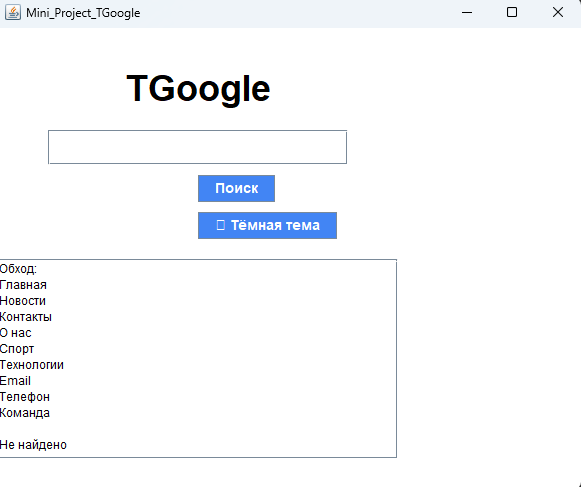 Mini_Project_TGoogle
TGoogle
Поиск
Тёмная тема
Обход:
Главная
Новости
Контакты
О нас
Спорт
Технологии
Email
Телефон
Команда
Не найдено